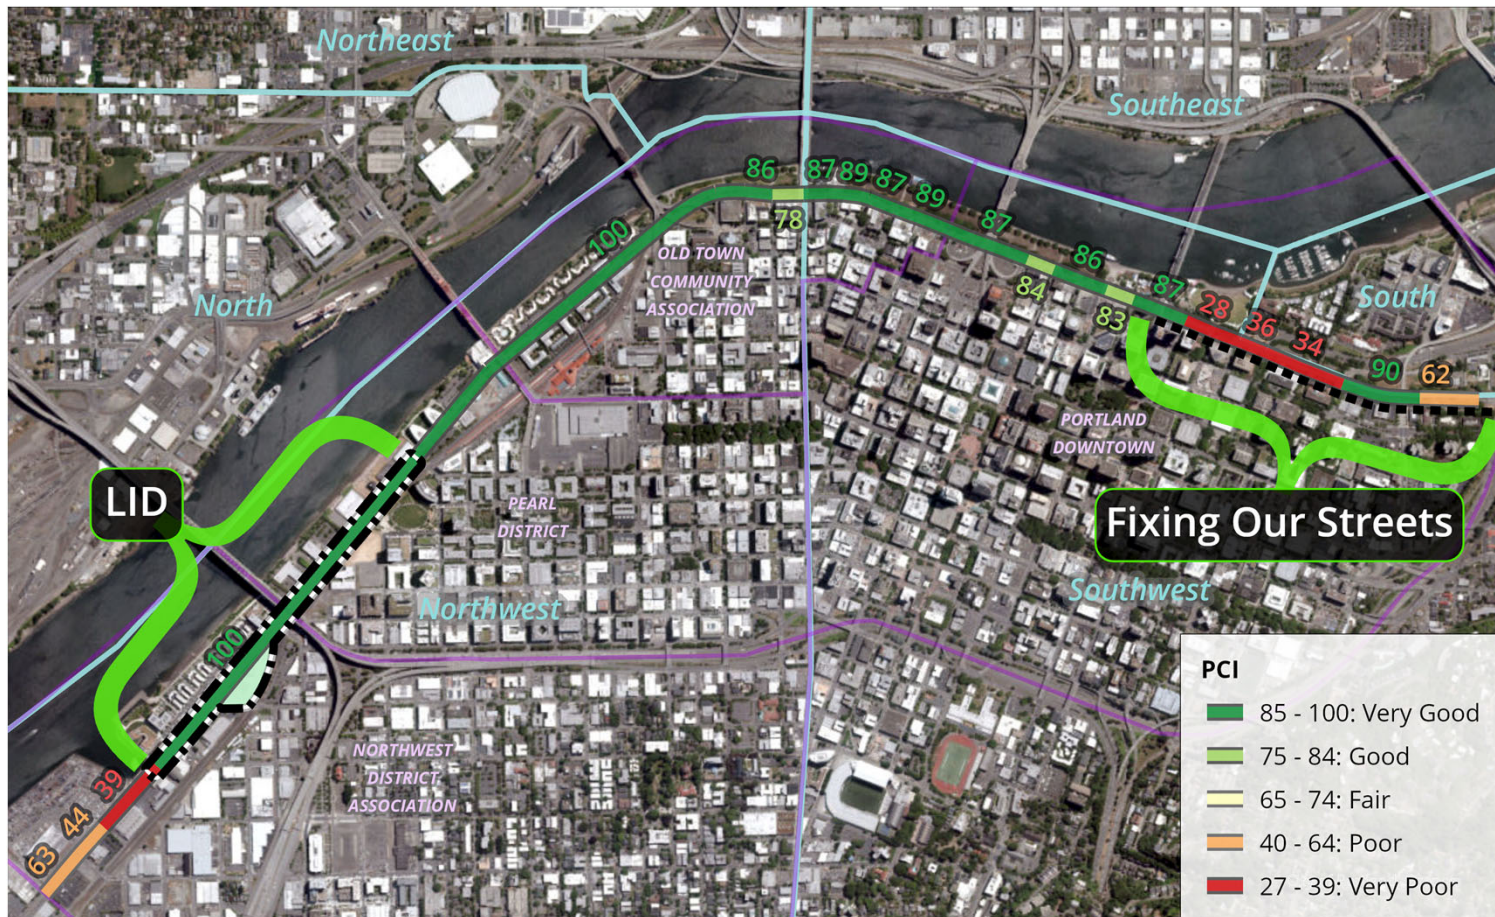 Northeast
Southeast
86
87
89
87
89
78
87
100
86
OLD TOWN
COMMUNITY
ASSOCIATION
84
87
83
North
South
28
36
34
90
62
PORTLAND
DOWNTOWN
LID
PEARL
DISTRICT
Fixing Our Streets
Northwest
Southwest
100
NORTHWEST
DISTRICT
ASSOCIATION
39
44
63
PCI
85 - 100: Very Good
75 - 84: Good
65 - 74: Fair
40 - 64: Poor
27 - 39: Very Poor